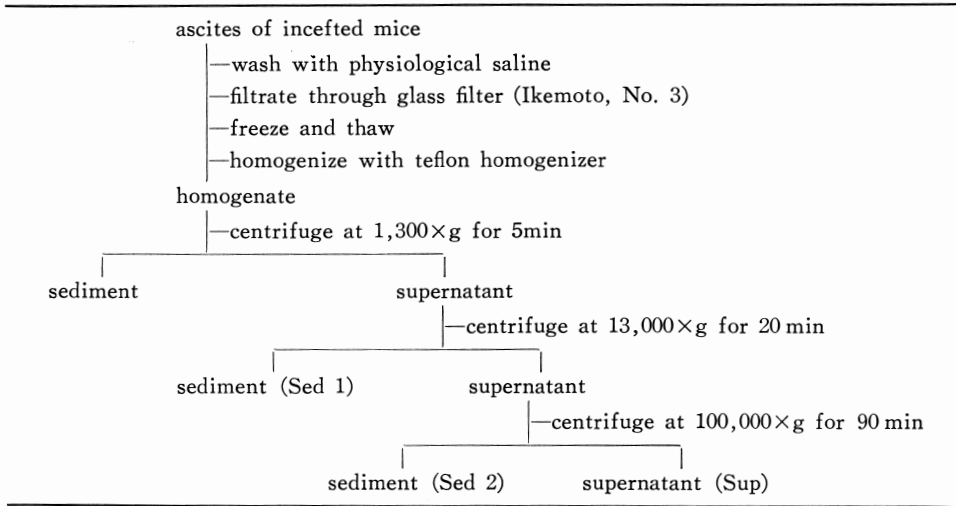 ascites of incefted mice
—wash with physiological saline
—filtrate through glass filter (Ikemoto, No. 3)
—freeze and thaw
—homogenize with teflon homogenizer
homogenate
—centrifuge at 1,300×g for 5min
sediment supernatant
—centrifuge at 13,000×g for 20 min
sediment (Sed 1) supernatant
—centrifuge at 100,000×g for 90 min
sediment (Sed 2) supernatant (Sup)